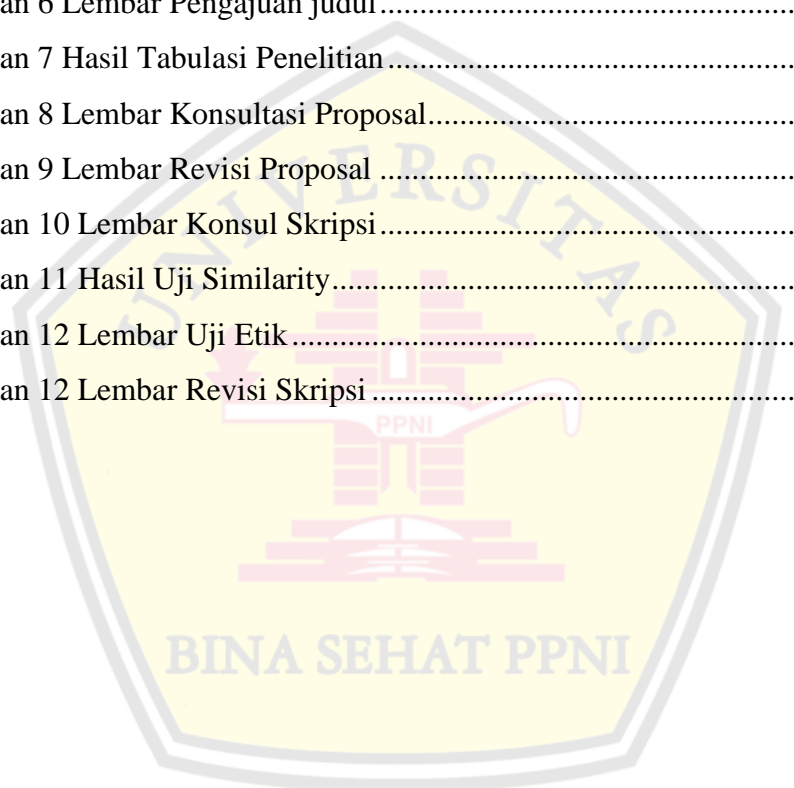 an 6 Lembar Pengajuan judul......................................................
an 7 Hasil Tabulasi Penelitian.....................................................
an 8 Lembar Konsultasi Proposal................................................
an 9 Lembar Revisi Proposal ......................................................
an 10 Lembar Konsul Skripsi......................................................
an 11 Hasil Uji Similarity............................................................
an 12 Lembar Uji Etik.................................................................
an 12 Lembar Revisi Skripsi .......................................................
UNIVERSITAS
PPNI
BINA SEHAT PPNI